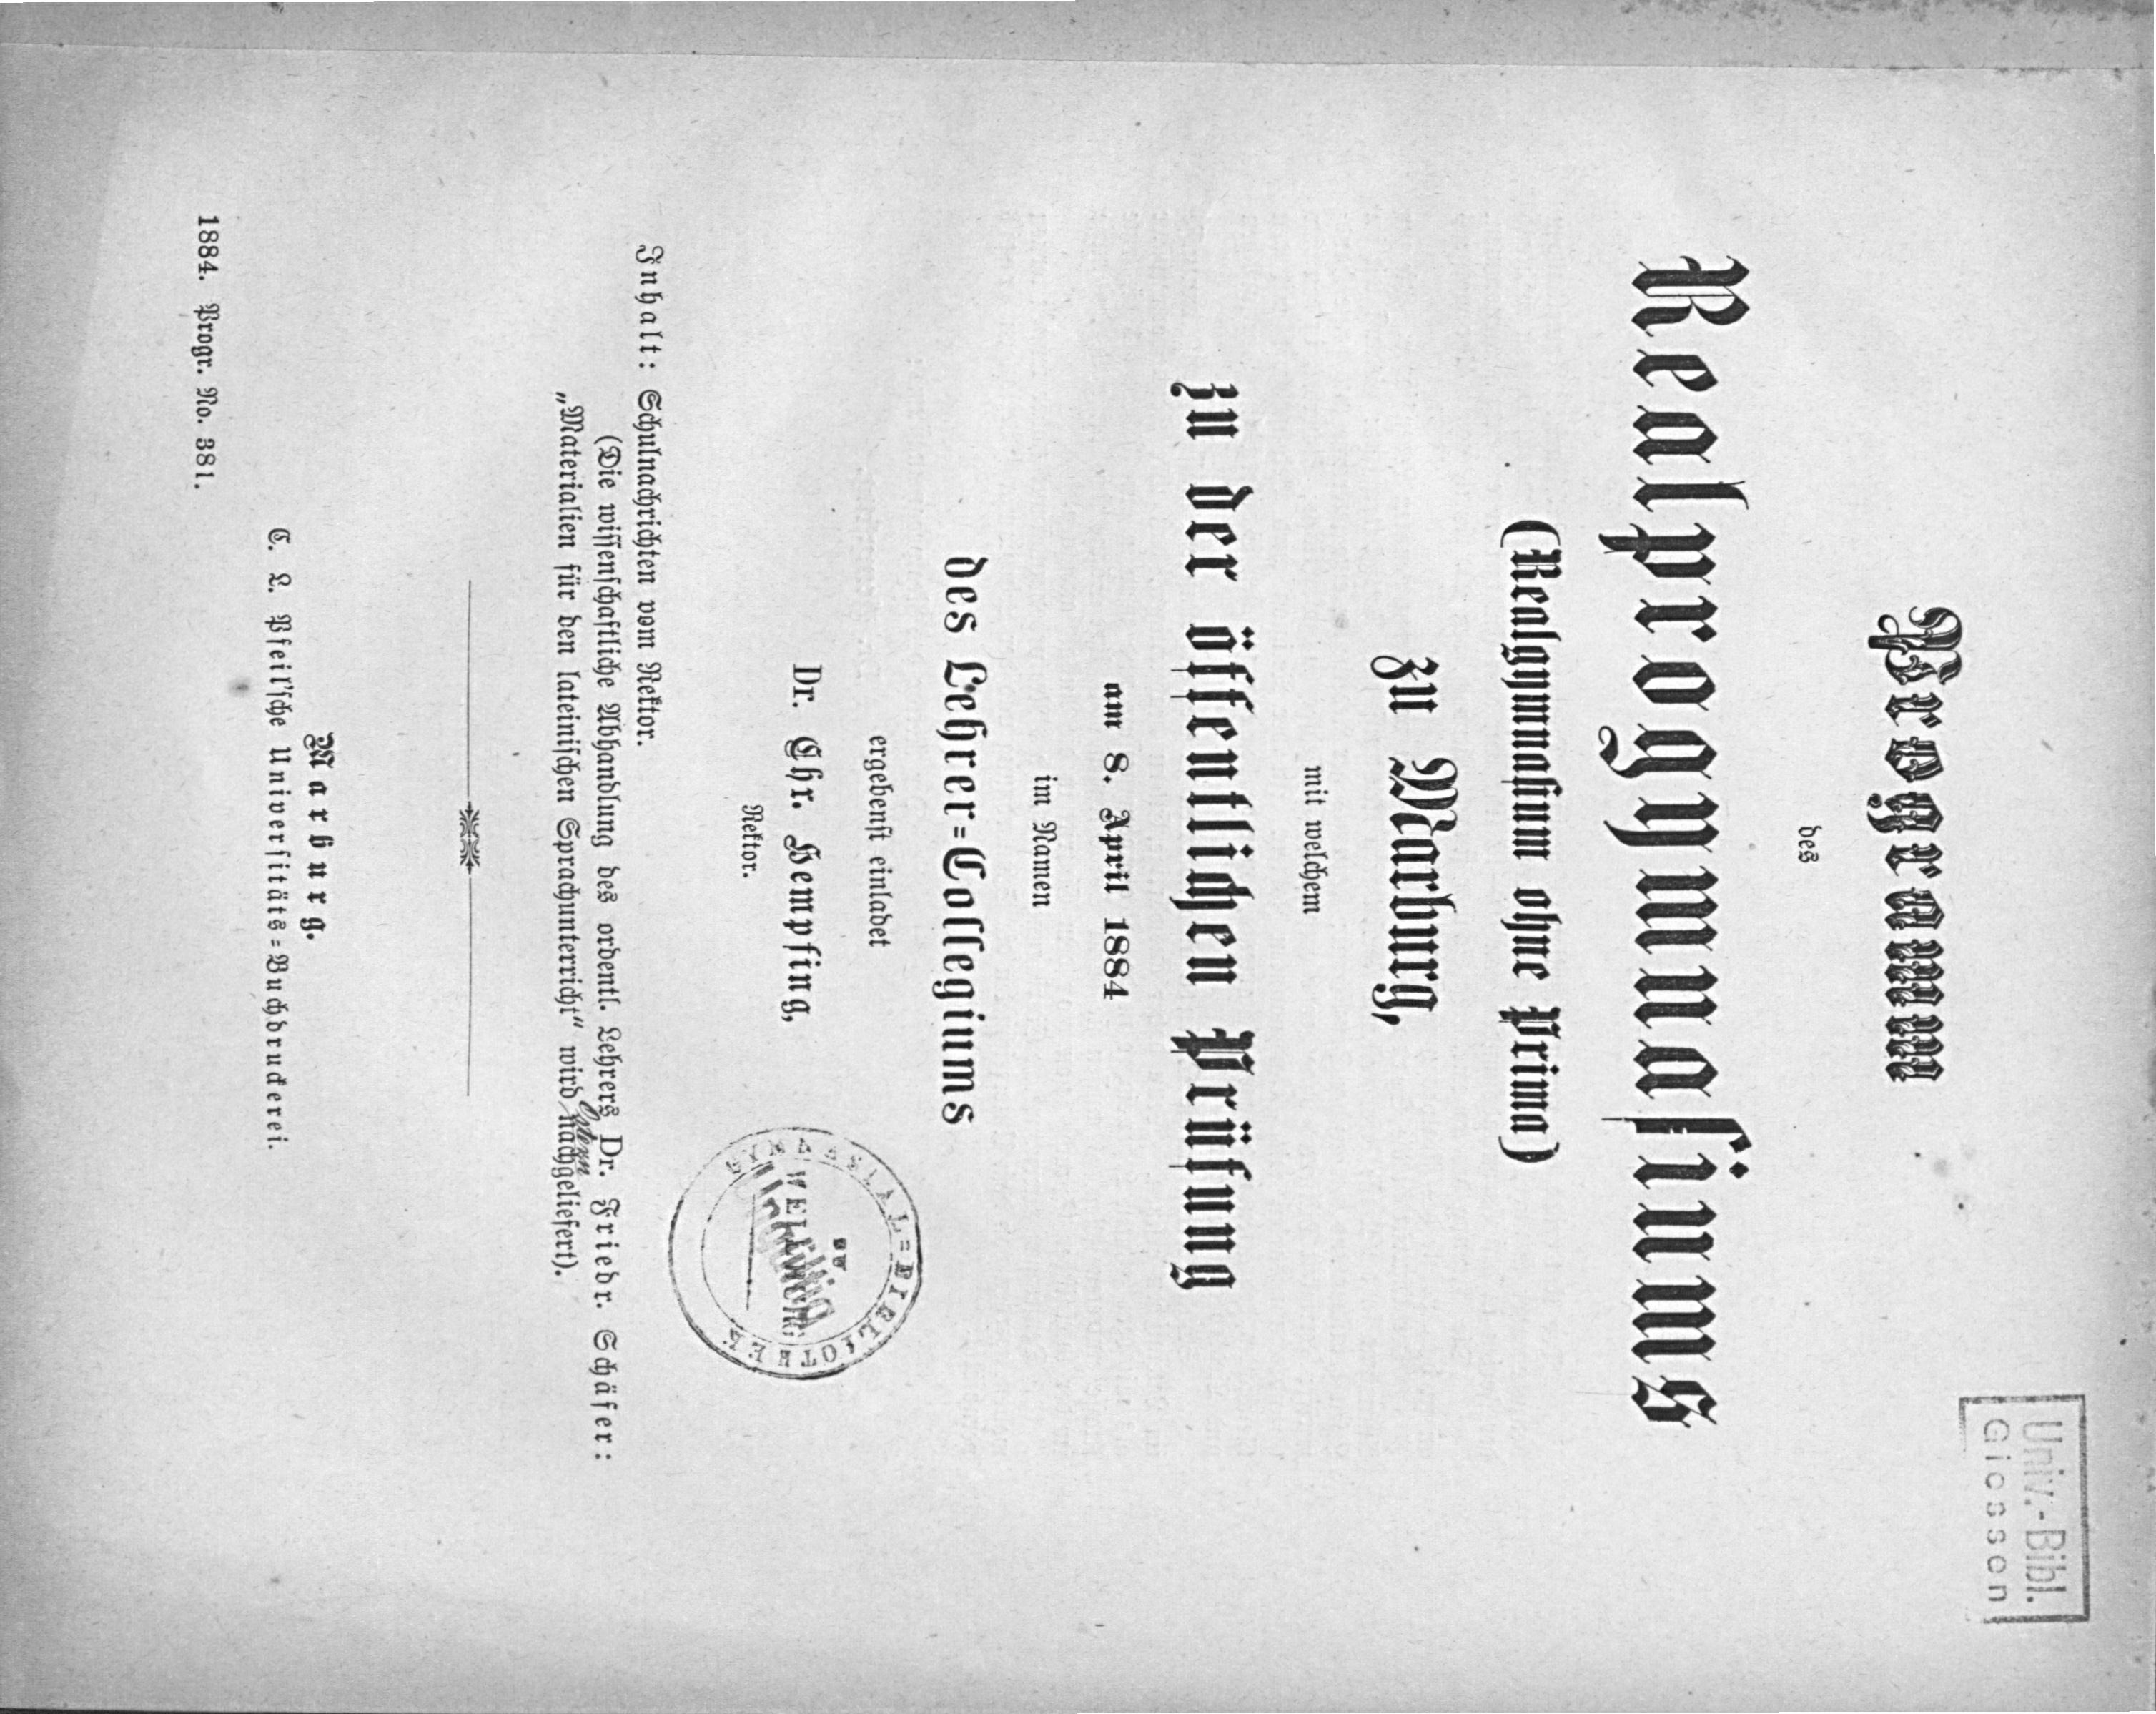 Univ.-Bibl.
Giessen
Programm
des
Realprogymnasiums
(Realgymnasium ohne Prima)
zu Marburg,
mit welchem
zu der öffentlichen Prüfung
am 8. April 1884
im Namen
des Lehrer-Collegiums
ergebenst einladet
Dr. Chr. Hempfing,
Rektor.
GYMNASIAL-BIBLIOTHEK
Inhalt: Schulnachrichten vom Rektor.
(Die wissenschaftliche Abhandlung des ordentl. Lehrers Dr. Friedr. Schäfer:
„Materialien für den lateinischen Sprachunterricht“ wird nachgeliefert).
Marburg.
C. L. Pfeil'sche Universitäts-Buchdruckerei.
1884. Progr. No. 381.